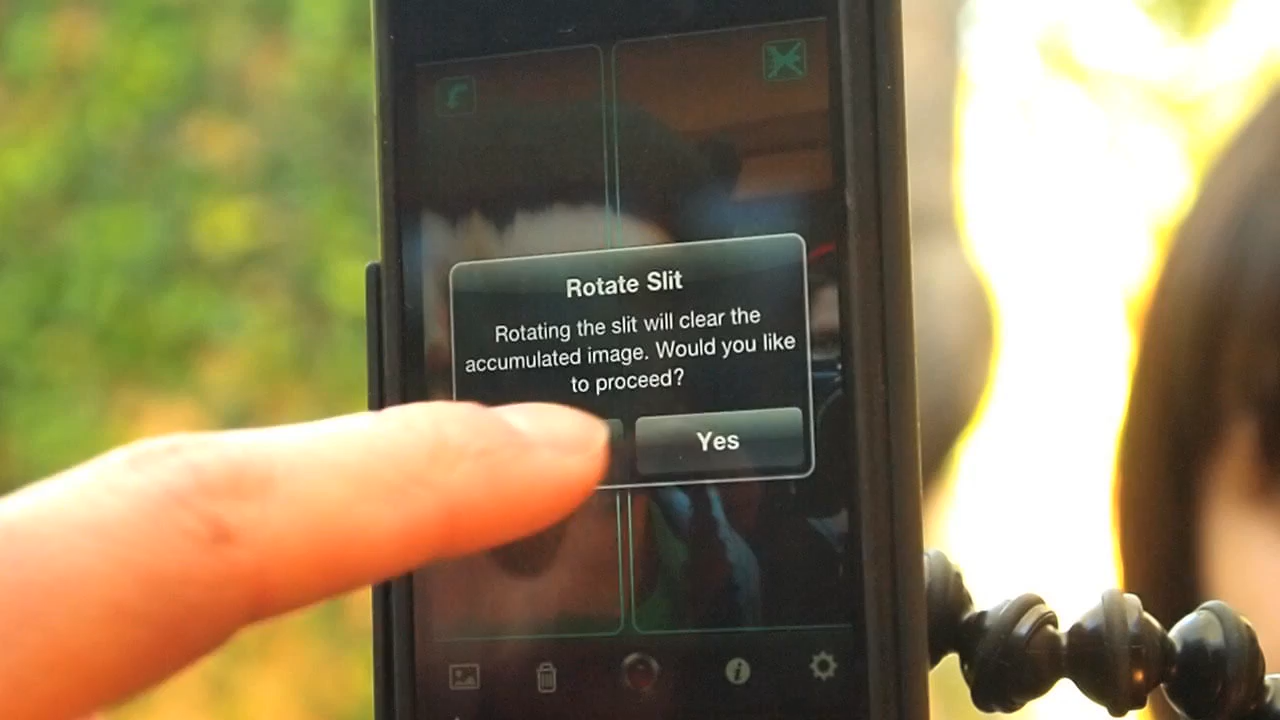 Rotate Slit
Rotating the slit will clear the
accumulated image. Would you like
to proceed?
Yes